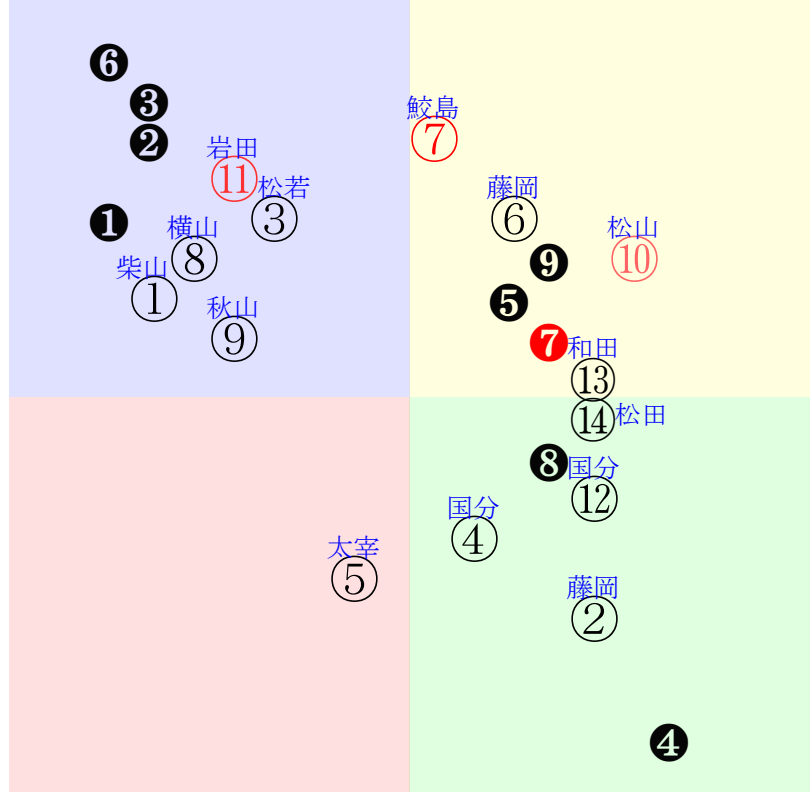 ❻
❸
鮫島
⑦
❷
岩田
⑪
松若
③
藤岡
⑥
❶
横山
⑧
松山
⑩
❾
柴山
①
❺
秋山
⑨
❼
和田
⑬
⑭ 松田
❽
国分
⑫
国分
④
太宰
⑤
藤岡
②
❹